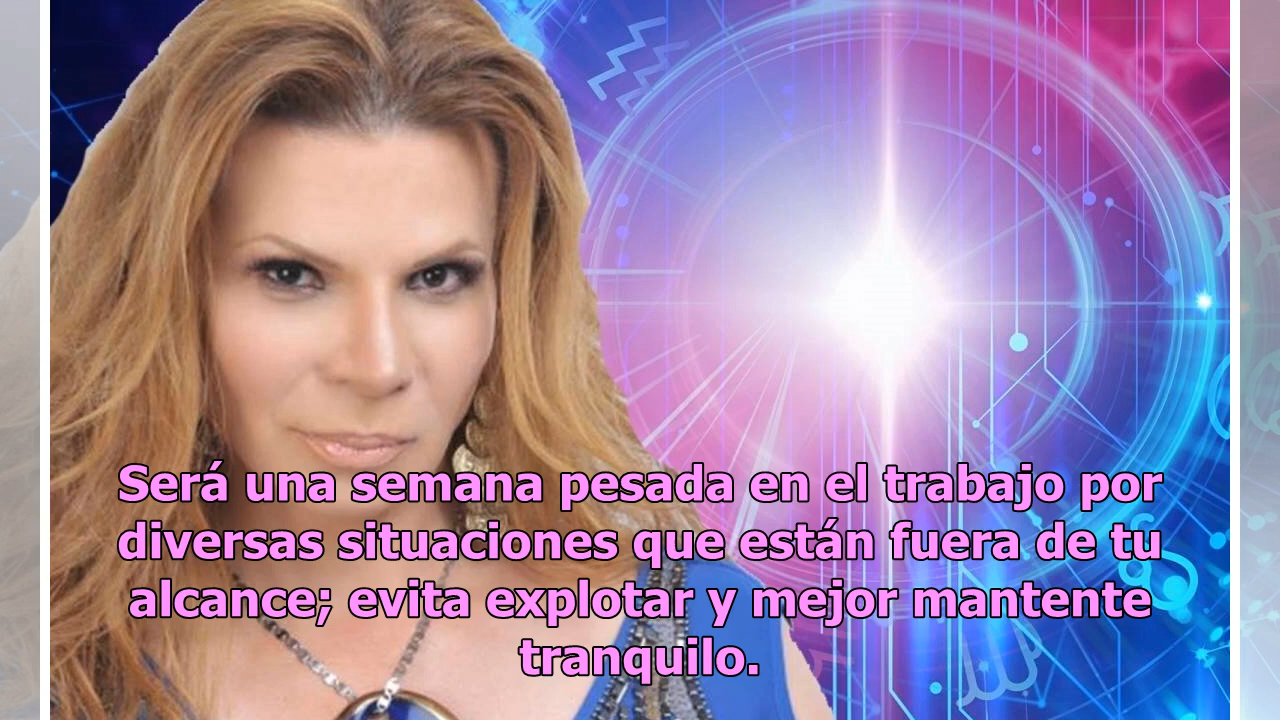 Será una semana pesada en el trabajo por
diversas situaciones que están fuera de tu
alcance; evita explotar y mejor mantente
tranquilo.